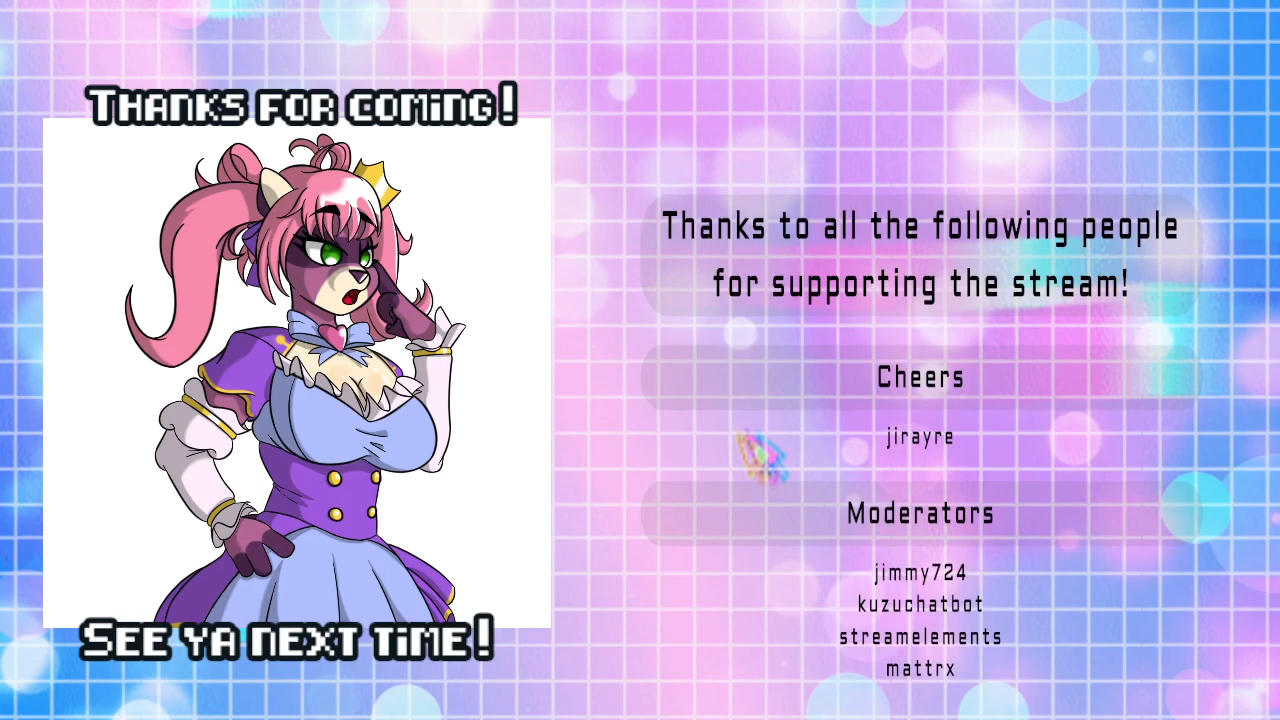 Thanks for coming!
See ya next time!
Thanks to all the following people
for supporting the stream!
Cheers
jirayre
Moderators
jimmy724
kuzuchatbot
streamelements
mattrx